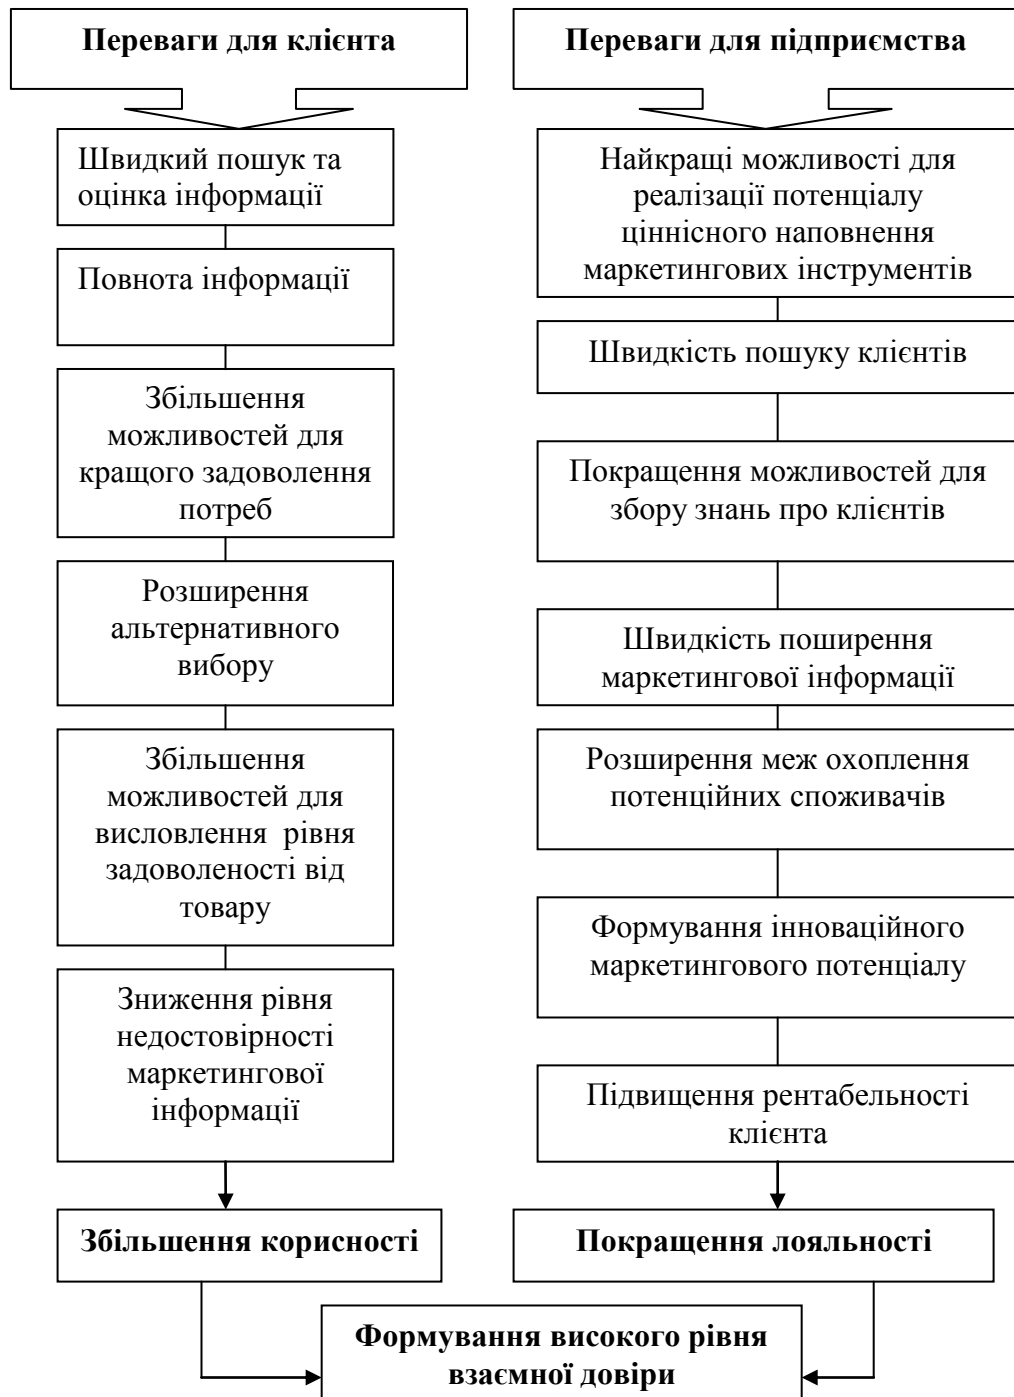 Переваги для клієнта
Швидкий пошук та
оцінка інформації
Повнота інформації
Збільшення
можливостей для
кращого задоволення
потреб
Розширення
альтернативного
вибору
Збільшення
можливостей для
висловлення рівня
задоволеності від
товару
Зниження рівня
недостовірності
маркетингової
інформації
Збільшення корисності
Переваги для підприємства
Найкращі можливості для
реалізації потенціалу
ціннісного наповнення
маркетингових інструментів
Швидкість пошуку клієнтів
Покращення можливостей для
збору знань про клієнтів
Швидкість поширення
маркетингової інформації
Розширення меж охоплення
потенційних споживачів
Формування інноваційного
маркетингового потенціалу
Підвищення рентабельності
клієнта
Покращення лояльності
Формування високого рівня
взаємної довіри